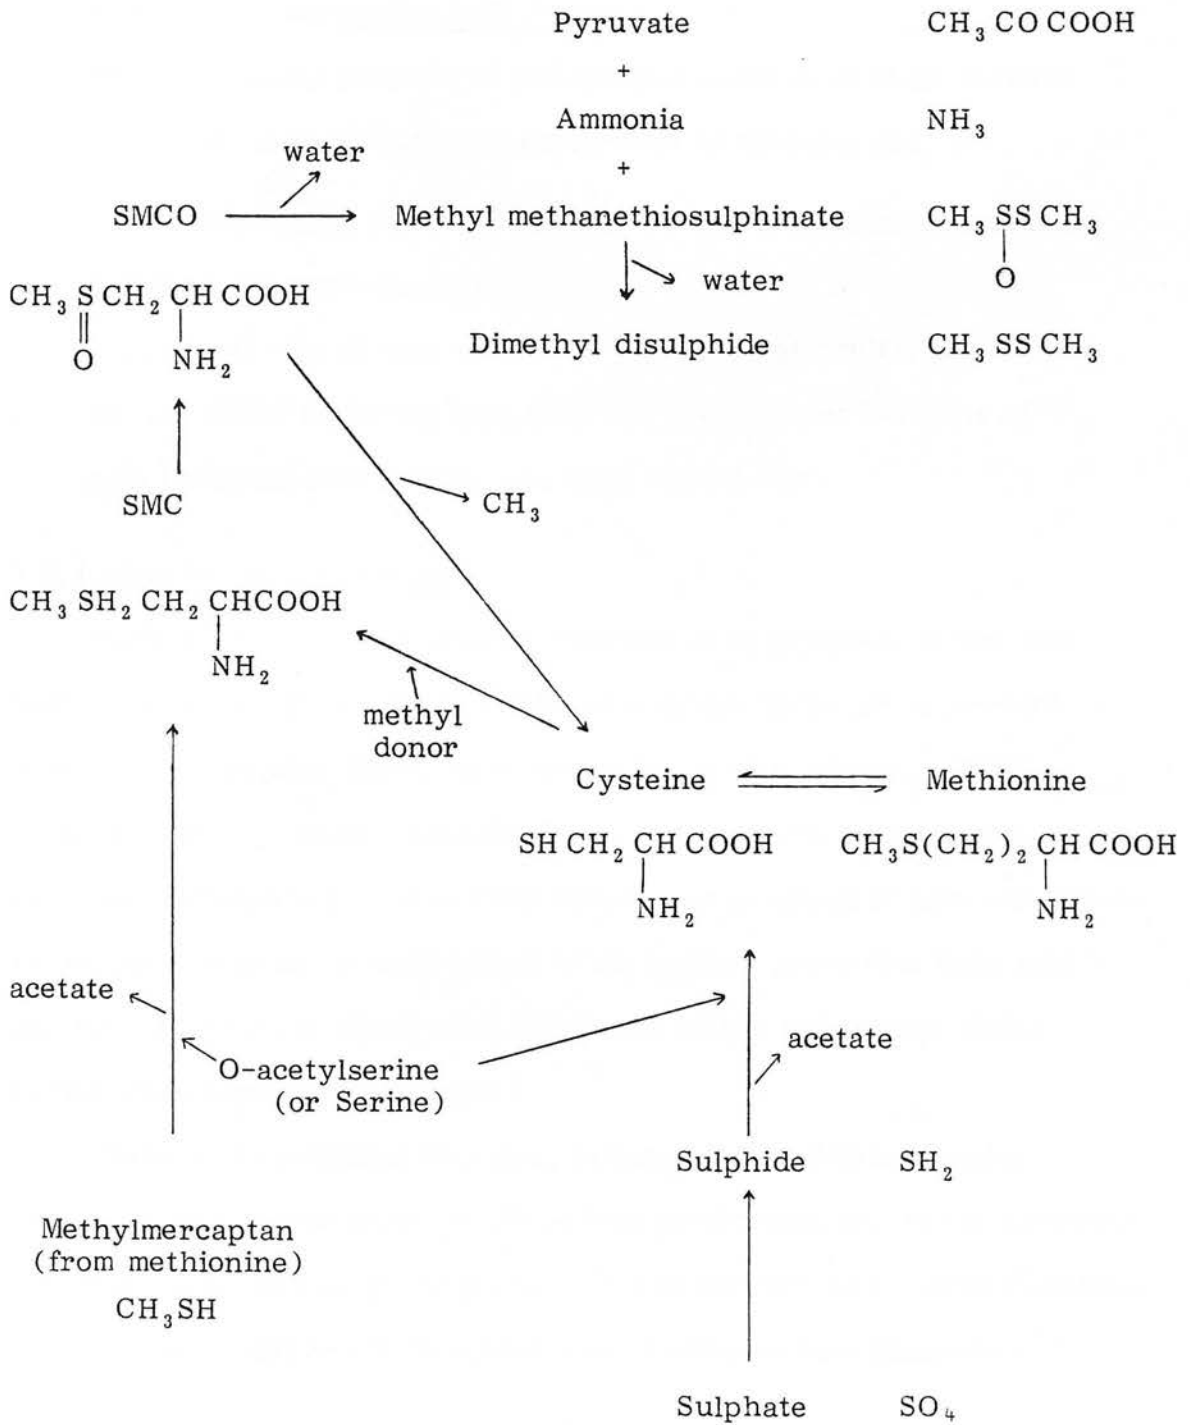 Pyruvate CH₃ CO COOH
+
Ammonia NH₃
+
water
SMCO Methyl methanethiosulphinate CH₃ SS CH₃
O
water
CH₃ S CH₂ CH COOH
O NH₂
Dimethyl disulphide CH₃ SS CH₃
SMC
CH₃
CH₃ SH₂ CH₂ CHCOOH
NH₂
methyl
donor
Cysteine Methionine
SH CH₂ CH COOH CH₃S(CH₂)₂ CH COOH
NH₂ NH₂
acetate
acetate
O-acetylserine
(or Serine)
Sulphide SH₂
Methylmercaptan
(from methionine)
CH₃SH
Sulphate SO₄